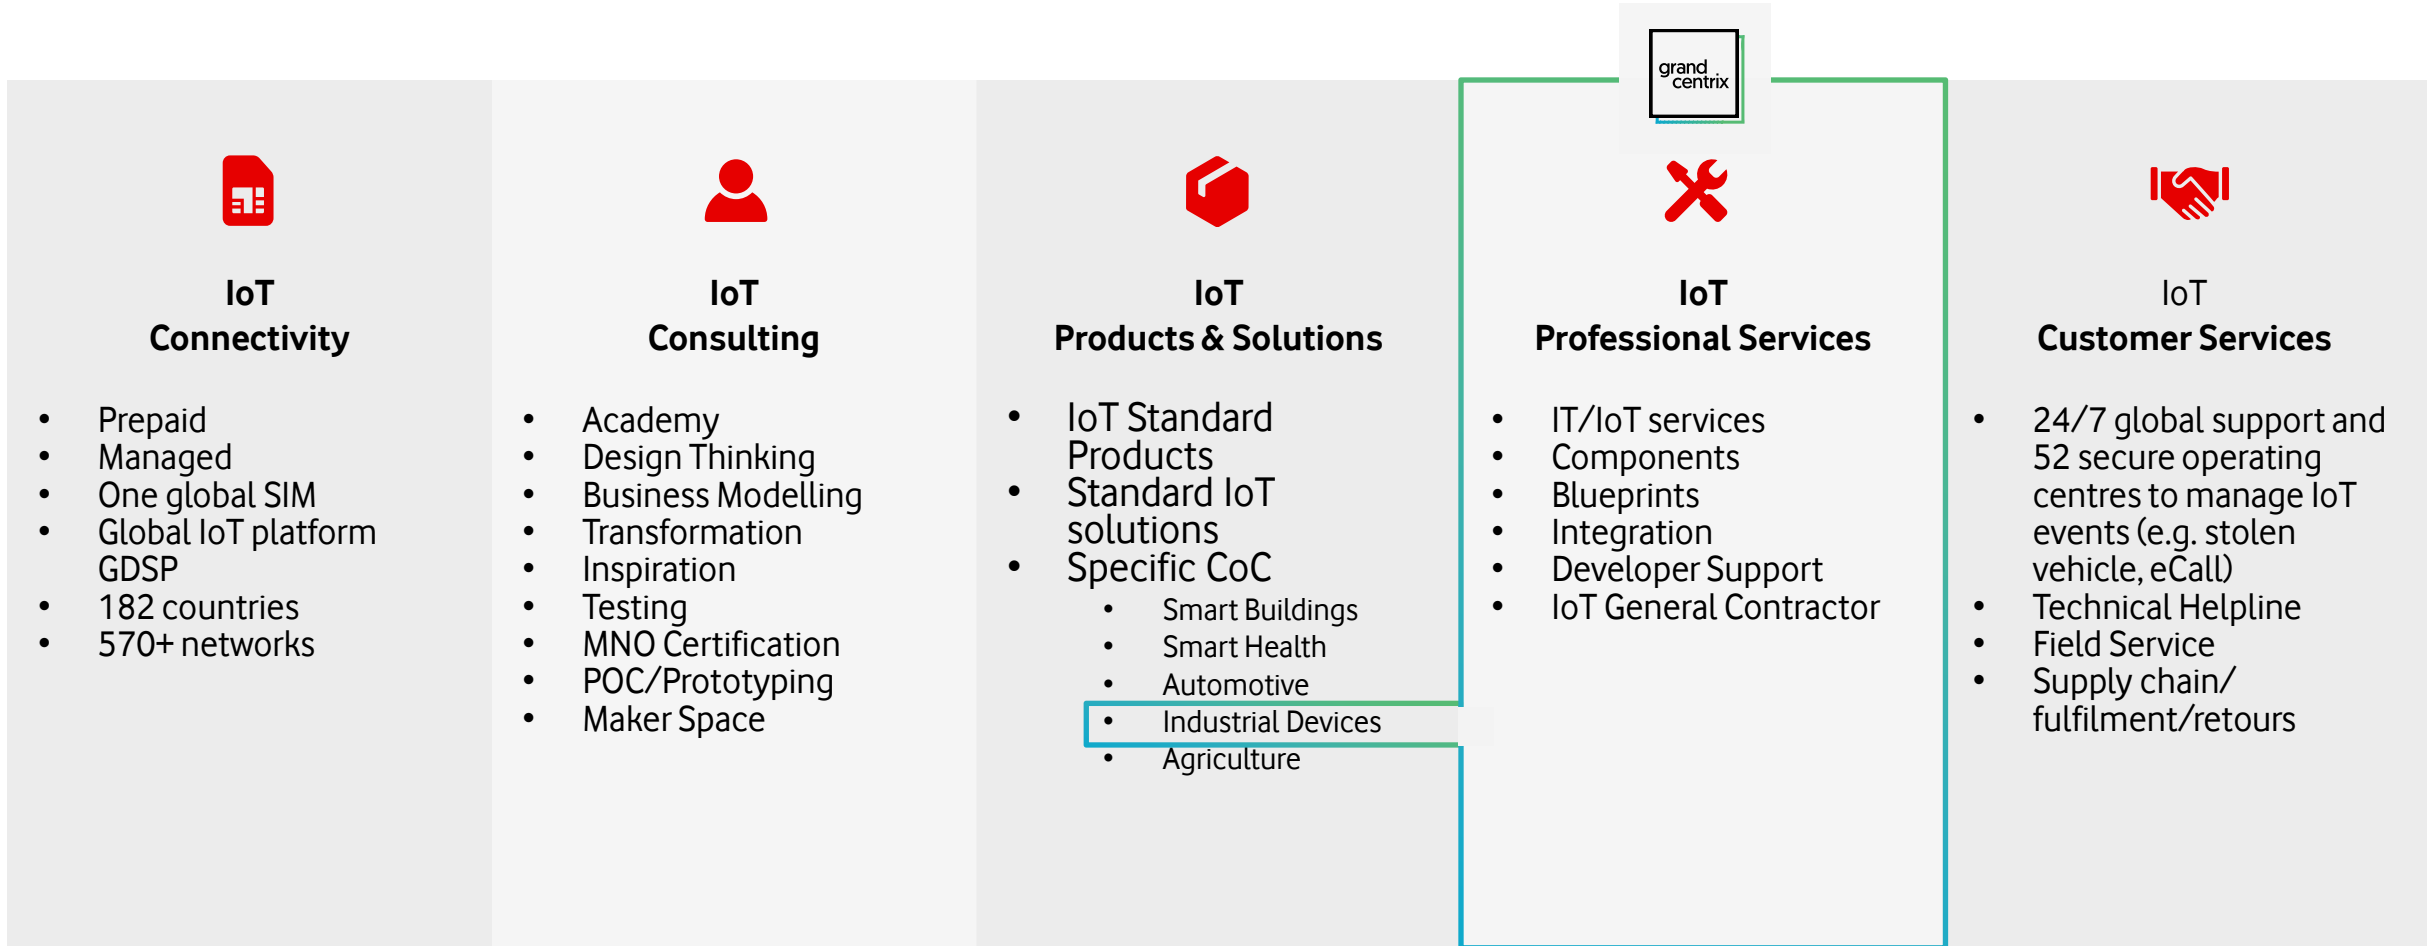 grand
centrix
IoT
Connectivity
• Prepaid
• Managed
• One global SIM
• Global IoT platform
GDSP
• 182 countries
• 570+ networks
IoT
Consulting
• Academy
• Design Thinking
• Business Modelling
• Transformation
• Inspiration
• Testing
• MNO Certification
• POC/Prototyping
• Maker Space
IoT
Products & Solutions
• IoT Standard
Products
• Standard IoT
solutions
• Specific CoC
• Smart Buildings
• Smart Health
• Automotive
• Industrial Devices
• Agriculture
IoT
Professional Services
• IT/IoT services
• Components
• Blueprints
• Integration
• Developer Support
• IoT General Contractor
IoT
Customer Services
• 24/7 global support and
52 secure operating
centres to manage IoT
events (e.g. stolen
vehicle, eCall)
• Technical Helpline
• Field Service
• Supply chain/
fulfilment/retours